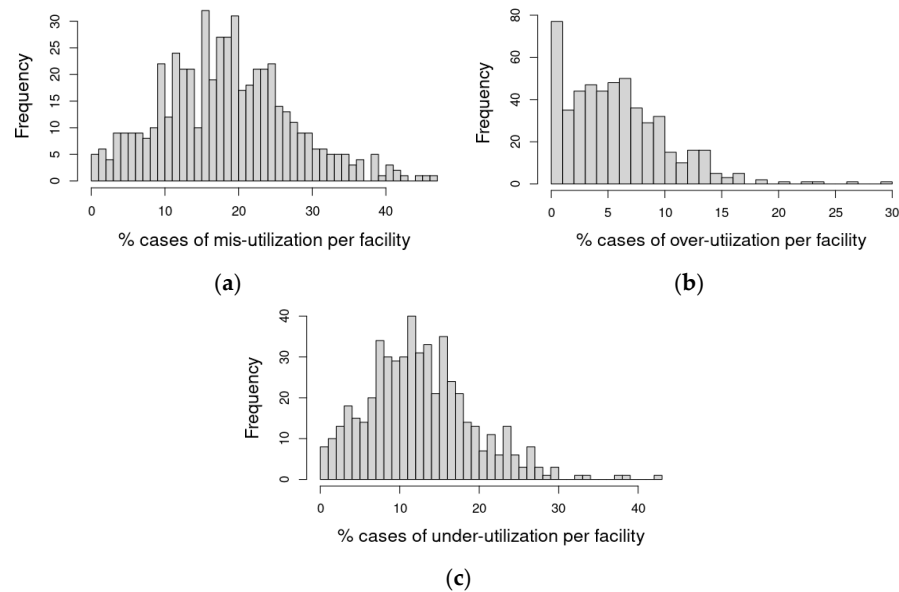 30
25
20
15
10
5
0
Frequency
0 10 20 30 40
% cases of mis-utilization per facility
(a)
80
60
40
20
0
Frequency
0 5 10 15 20 25 30
% cases of over-utiization per facility
(b)
40
30
20
10
0
Frequency
0 10 20 30 40
% cases of under-utilization per facility
(c)